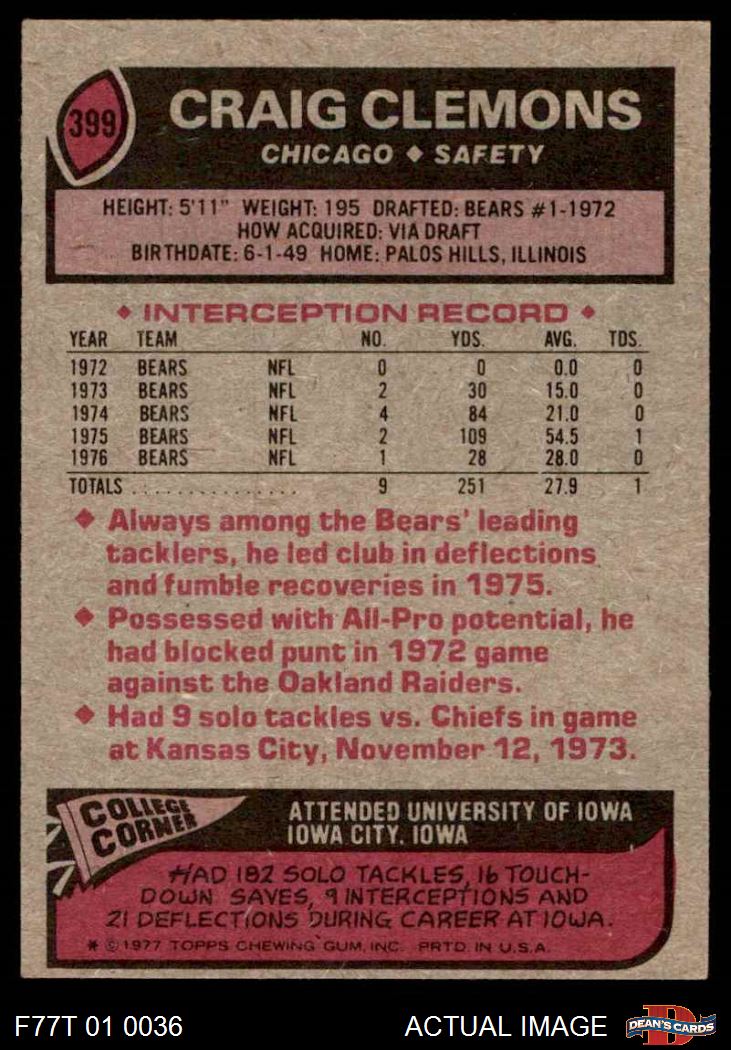 399
CRAIG CLEMONS
CHICAGO ♦ SAFETY
HEIGHT: 5'11" WEIGHT: 195 DRAFTED: BEARS #1-1972
HOW ACQUIRED: VIA DRAFT
BIRTHDATE: 6-1-49 HOME: PALOS HILLS, ILLINOIS
♦ INTERCEPTION RECORD ♦
YEAR TEAM NO. YDS. AVG. TDS.
1972 BEARS NFL 0 0 0.0 0
1973 BEARS NFL 2 30 15.0 0
1974 BEARS NFL 4 84 21.0 0
1975 BEARS NFL 2 109 54.5 1
1976 BEARS NFL 1 28 28.0 0
TOTALS ................ 9 251 27.9 1
♦ Always among the Bears' leading
tacklers, he led club in deflections
and fumble recoveries in 1975.
♦ Possessed with All-Pro potential, he
had blocked punt in 1972 game
against the Oakland Raiders.
♦ Had 9 solo tackles vs. Chiefs in game
at Kansas City, November 12, 1973.
COLLEGE
CORNER
ATTENDED UNIVERSITY OF IOWA
IOWA CITY, IOWA
HAD 182 SOLO TACKLES, 16 TOUCH-
DOWN SAVES, 9 INTERCEPTIONS AND
21 DEFLECTIONS DURING CAREER AT IOWA.
* © 1977 TOPPS CHEWING GUM, INC. PRTD. IN U.S.A.
F77T 01 0036 ACTUAL IMAGE
D
DEAN'S CARDS